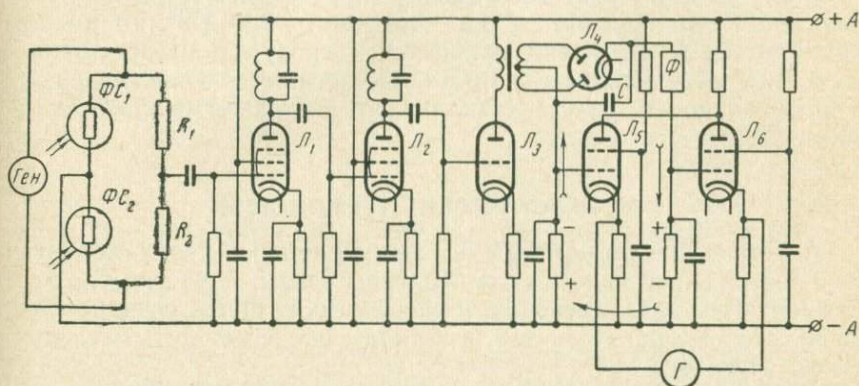 Ген
ФС₁
ФС₂
R₁
R₂
Л₁
Л₂
Л₃
Л₄
С
Л₅
Ф
Л₆
+ А
− А
−
+
+
−
Г